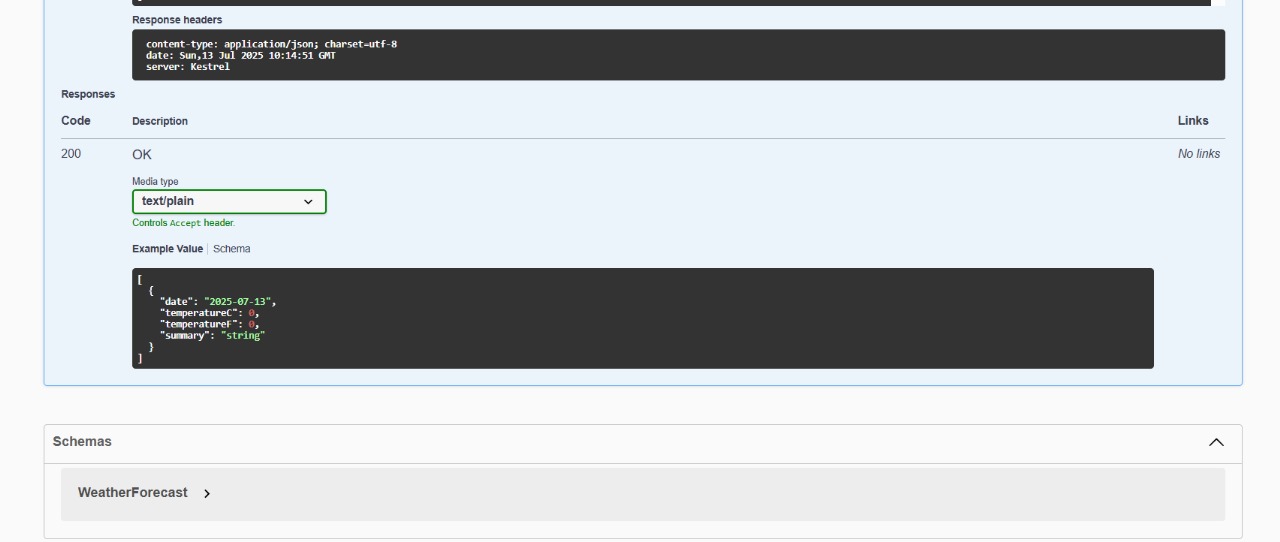 Response headers
content-type: application/json; charset=utf-8
date: Sun,13 Jul 2025 10:14:51 GMT
server: Kestrel
Responses
Code Description Links
200 OK No links
Media type
text/plain
Controls Accept header.
Example Value Schema
[
{
"date": "2025-07-13",
"temperatureC": 0,
"temperatureF": 0,
"summary": "string"
}
]
Schemas
WeatherForecast